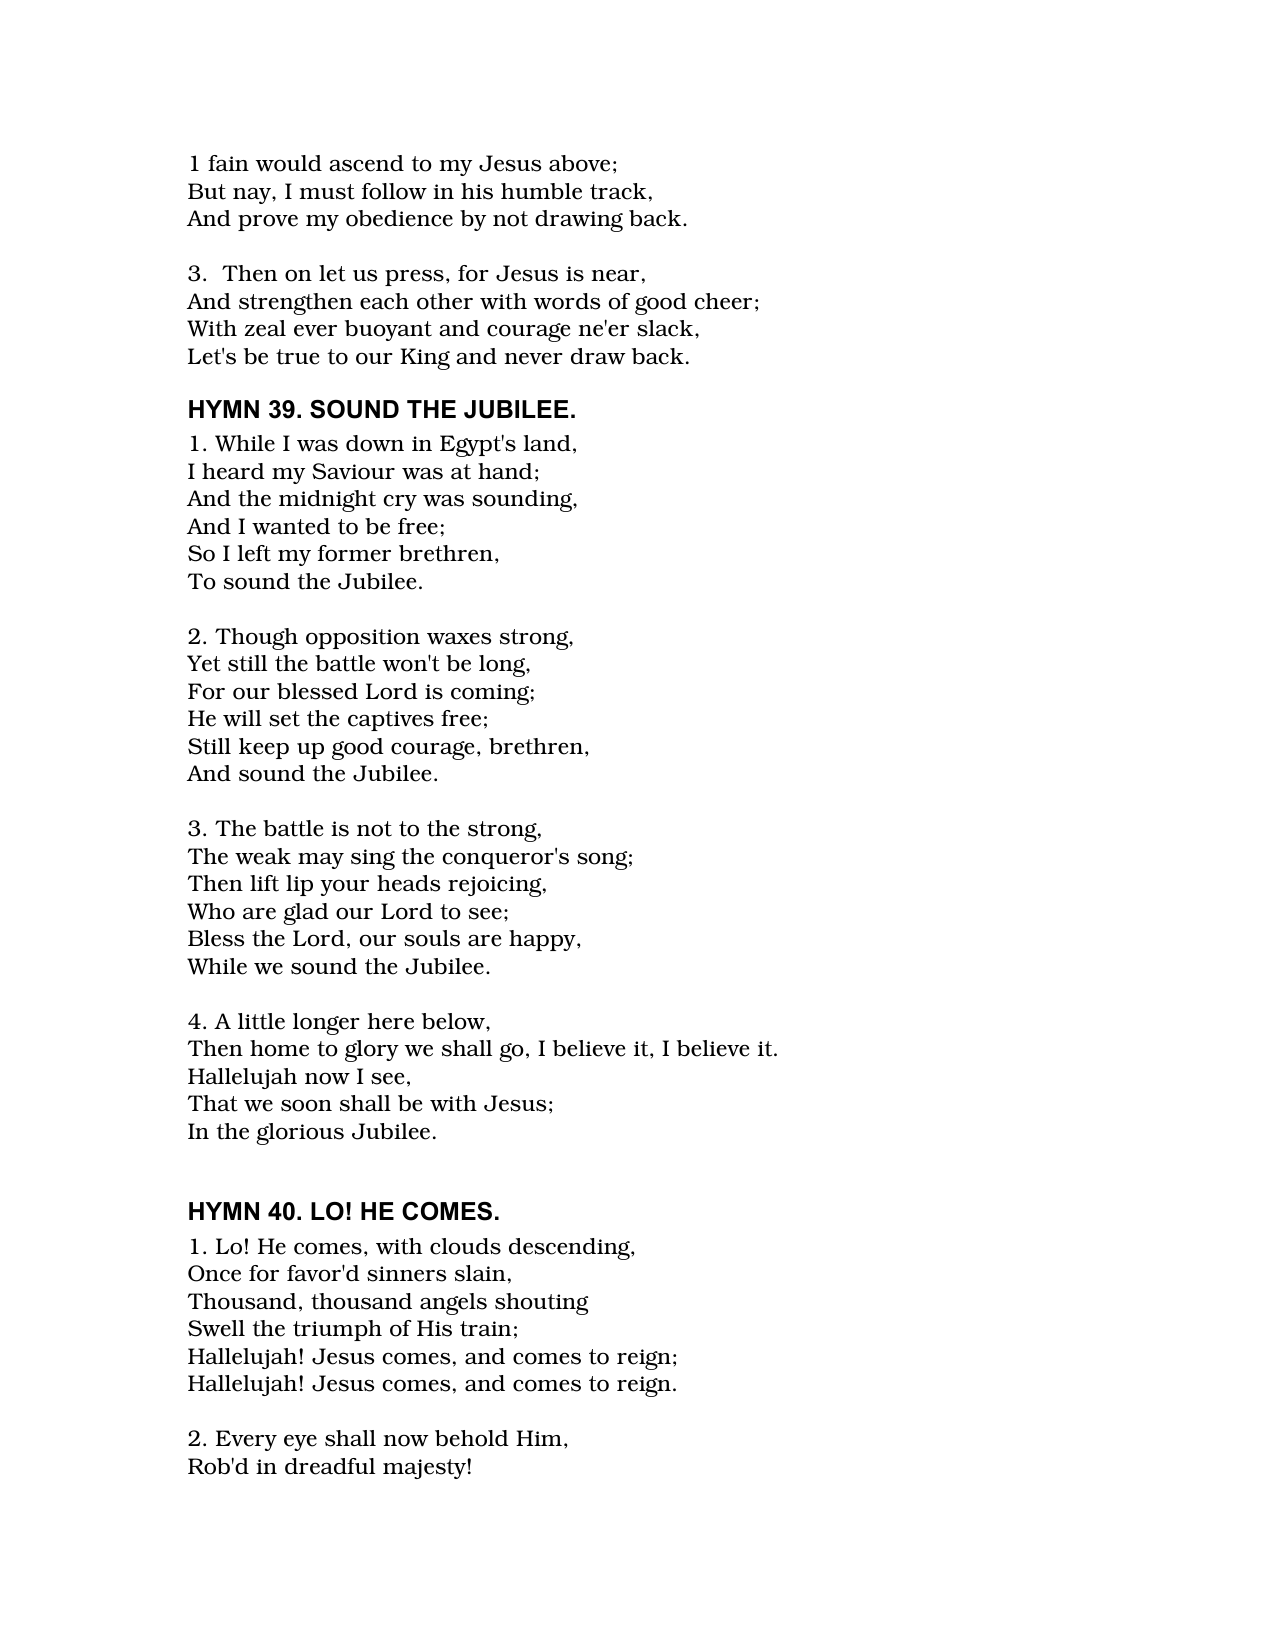 1 fain would ascend to my Jesus above;
But nay, I must follow in his humble track,
And prove my obedience by not drawing back.
3.  Then on let us press, for Jesus is near,
And strengthen each other with words of good cheer;
With zeal ever buoyant and courage ne'er slack,
Let's be true to our King and never draw back.
HYMN 39. SOUND THE JUBILEE.
1. While I was down in Egypt's land,
I heard my Saviour was at hand;
And the midnight cry was sounding,
And I wanted to be free;
So I left my former brethren,
To sound the Jubilee.
2. Though opposition waxes strong,
Yet still the battle won't be long,
For our blessed Lord is coming;
He will set the captives free;
Still keep up good courage, brethren,
And sound the Jubilee.
3. The battle is not to the strong,
The weak may sing the conqueror's song;
Then lift lip your heads rejoicing,
Who are glad our Lord to see;
Bless the Lord, our souls are happy,
While we sound the Jubilee.
4. A little longer here below,
Then home to glory we shall go, I believe it, I believe it.
Hallelujah now I see,
That we soon shall be with Jesus;
In the glorious Jubilee.
HYMN 40. LO! HE COMES.
1. Lo! He comes, with clouds descending,
Once for favor'd sinners slain,
Thousand, thousand angels shouting
Swell the triumph of His train;
Hallelujah! Jesus comes, and comes to reign;
Hallelujah! Jesus comes, and comes to reign.
2. Every eye shall now behold Him,
Rob'd in dreadful majesty!